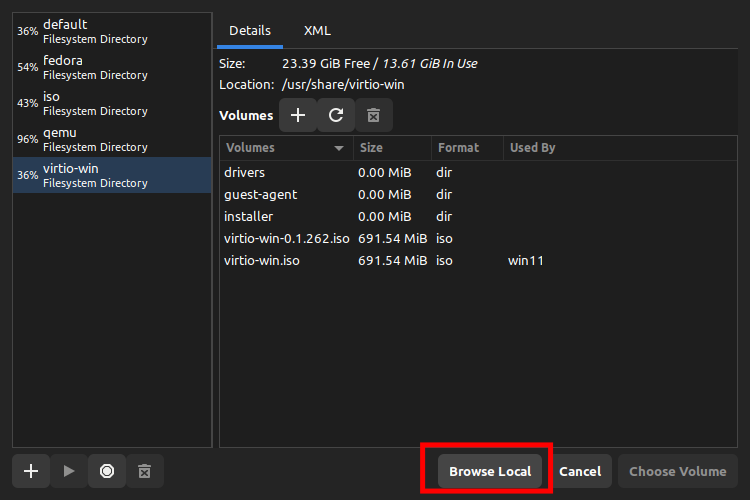 36% default
Filesystem Directory
54% fedora
Filesystem Directory
43% iso
Filesystem Directory
96% qemu
Filesystem Directory
36% virtio-win
Filesystem Directory
Details XML
Size: 23.39 GiB Free / 13.61 GiB In Use
Location: /usr/share/virtio-win
Volumes
Volumes Size Format Used By
drivers 0.00 MiB dir
guest-agent 0.00 MiB dir
installer 0.00 MiB dir
virtio-win-0.1.262.iso 691.54 MiB iso
virtio-win.iso 691.54 MiB iso win11
Browse Local Cancel Choose Volume